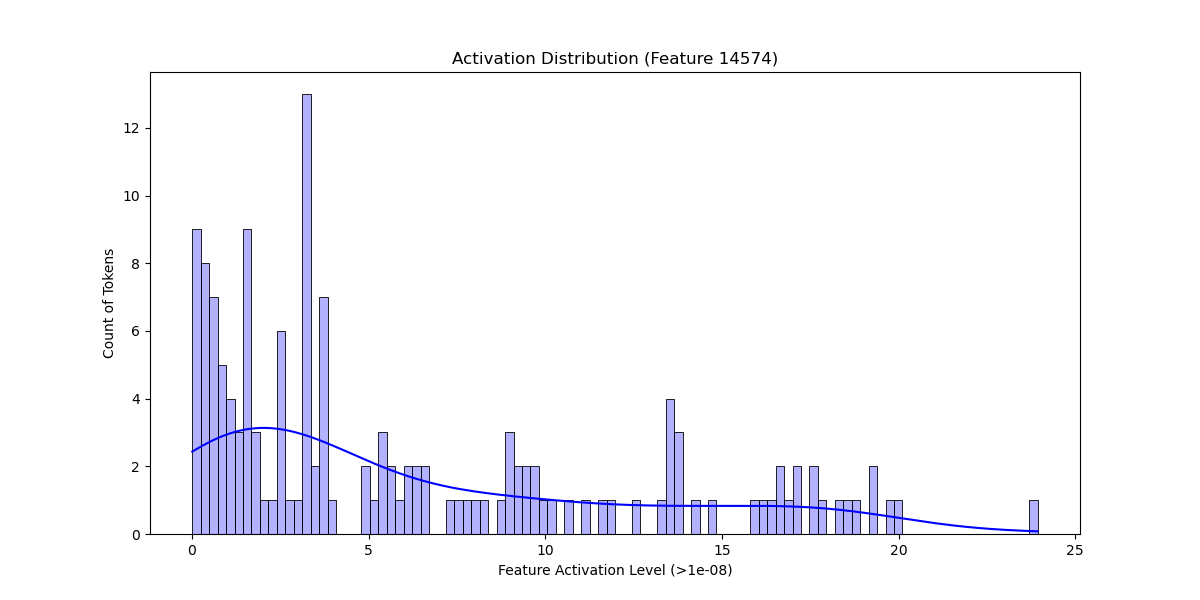 Activation Distribution (Feature 14574)
12
10
8
6
4
2
0
Count of Tokens
0 5 10 15 20 25
Feature Activation Level (>1e-08)